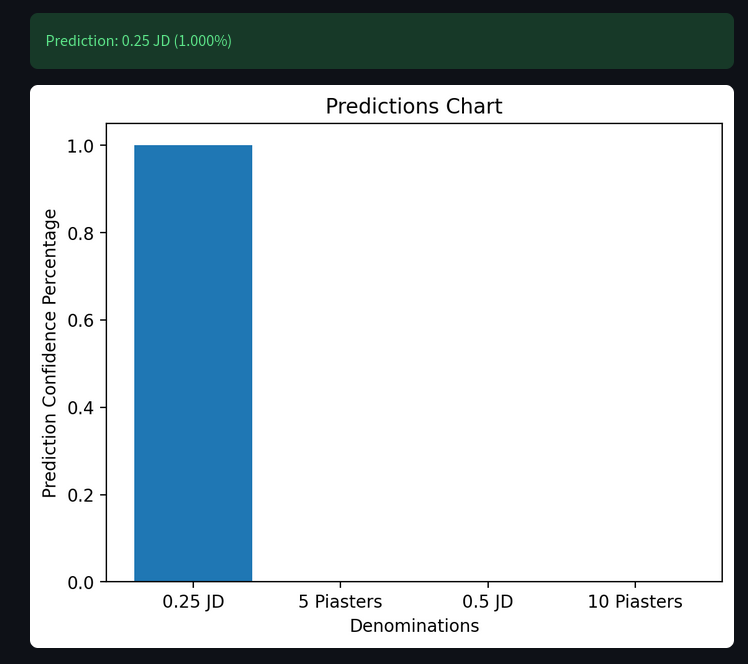 Prediction: 0.25 JD (1.000%)
Predictions Chart
Prediction Confidence Percentage
1.0
0.8
0.6
0.4
0.2
0.0
0.25 JD 5 Piasters 0.5 JD 10 Piasters
Denominations